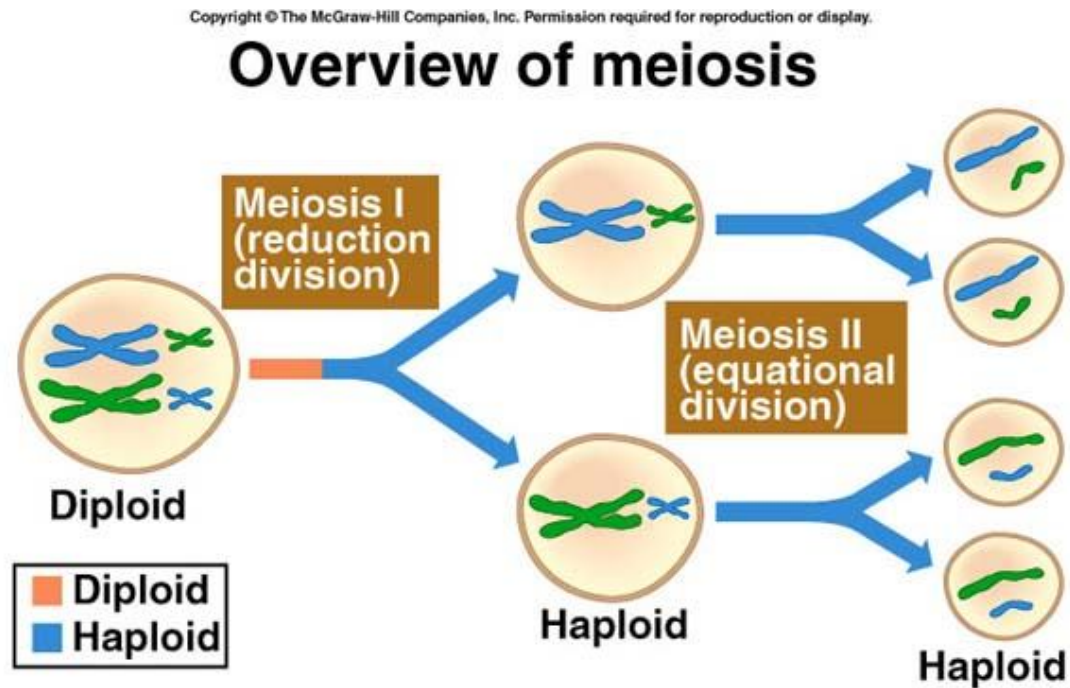 Copyright © The McGraw-Hill Companies, Inc. Permission required for reproduction or display.
Overview of meiosis
Meiosis I
(reduction
division)
Meiosis II
(equational
division)
Diploid
Diploid
Haploid
Haploid
Haploid